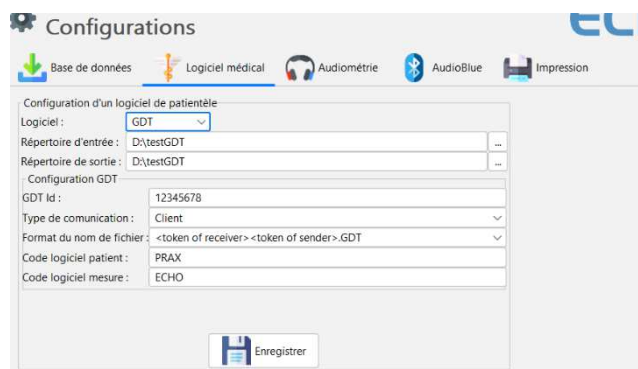 Configurations
EC
Base de données Logiciel médical Audiométrie AudioBlue Impression
Configuration d'un logiciel de patientèle
Logiciel : GDT
Répertoire d'entrée : D:\testGDT ...
Répertoire de sortie : D:\testGDT ...
Configuration GDT
GDT Id : 12345678
Type de comunication : Client
Format du nom de fichier : <token of receiver><token of sender>.GDT
Code logiciel patient : PRAX
Code logiciel mesure : ECHO
Enregistrer